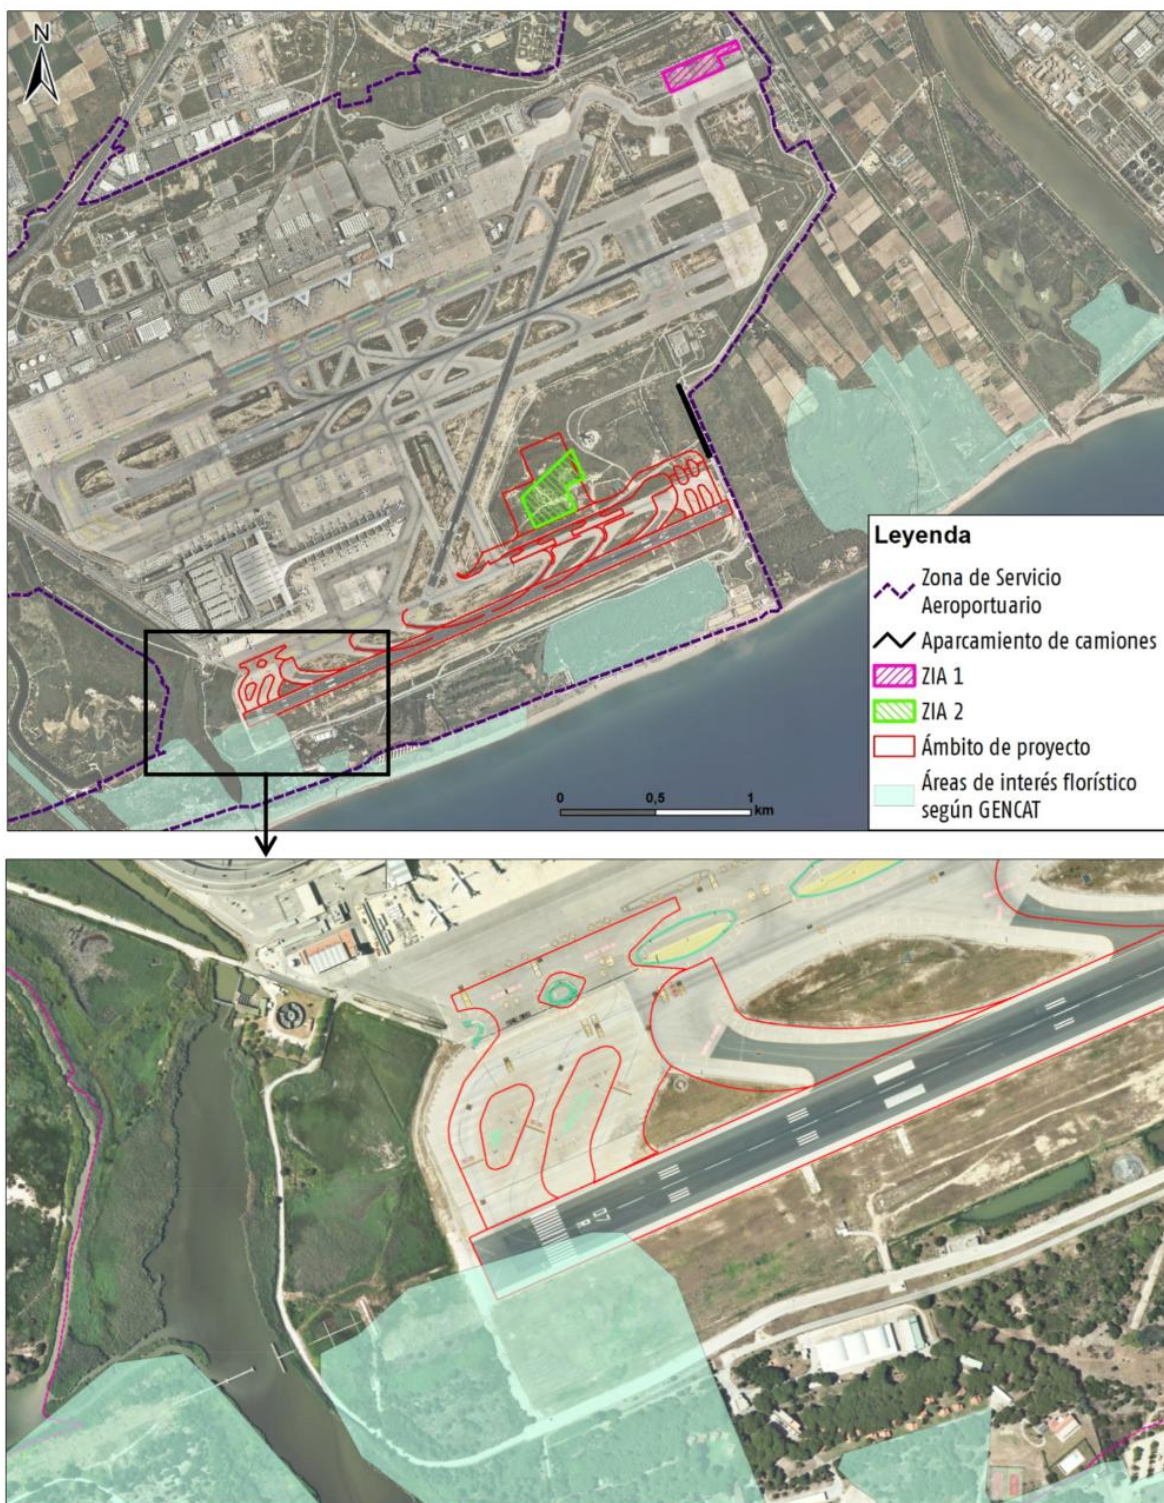 N
Leyenda
Zona de Servicio
Aeroportuario
Aparcamiento de camiones
ZIA 1
ZIA 2
Ámbito de proyecto
Áreas de interés florístico
según GENCAT
0 0,5 1
km